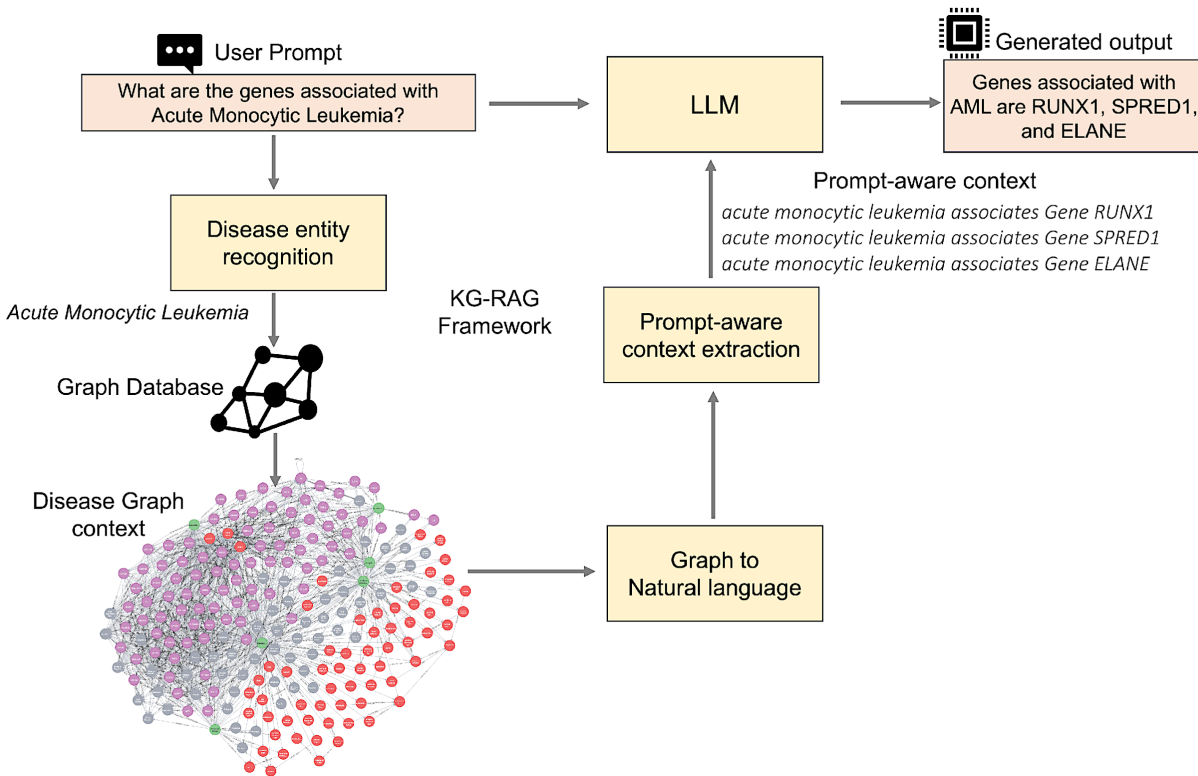 User Prompt
What are the genes associated with
Acute Monocytic Leukemia?
LLM
Generated output
Genes associated with
AML are RUNX1, SPRED1,
and ELANE
Disease entity
recognition
Acute Monocytic Leukemia
Graph Database
Disease Graph
context
KG-RAG
Framework
Prompt-aware context
acute monocytic leukemia associates Gene RUNX1
acute monocytic leukemia associates Gene SPRED1
acute monocytic leukemia associates Gene ELANE
Prompt-aware
context extraction
Graph to
Natural language